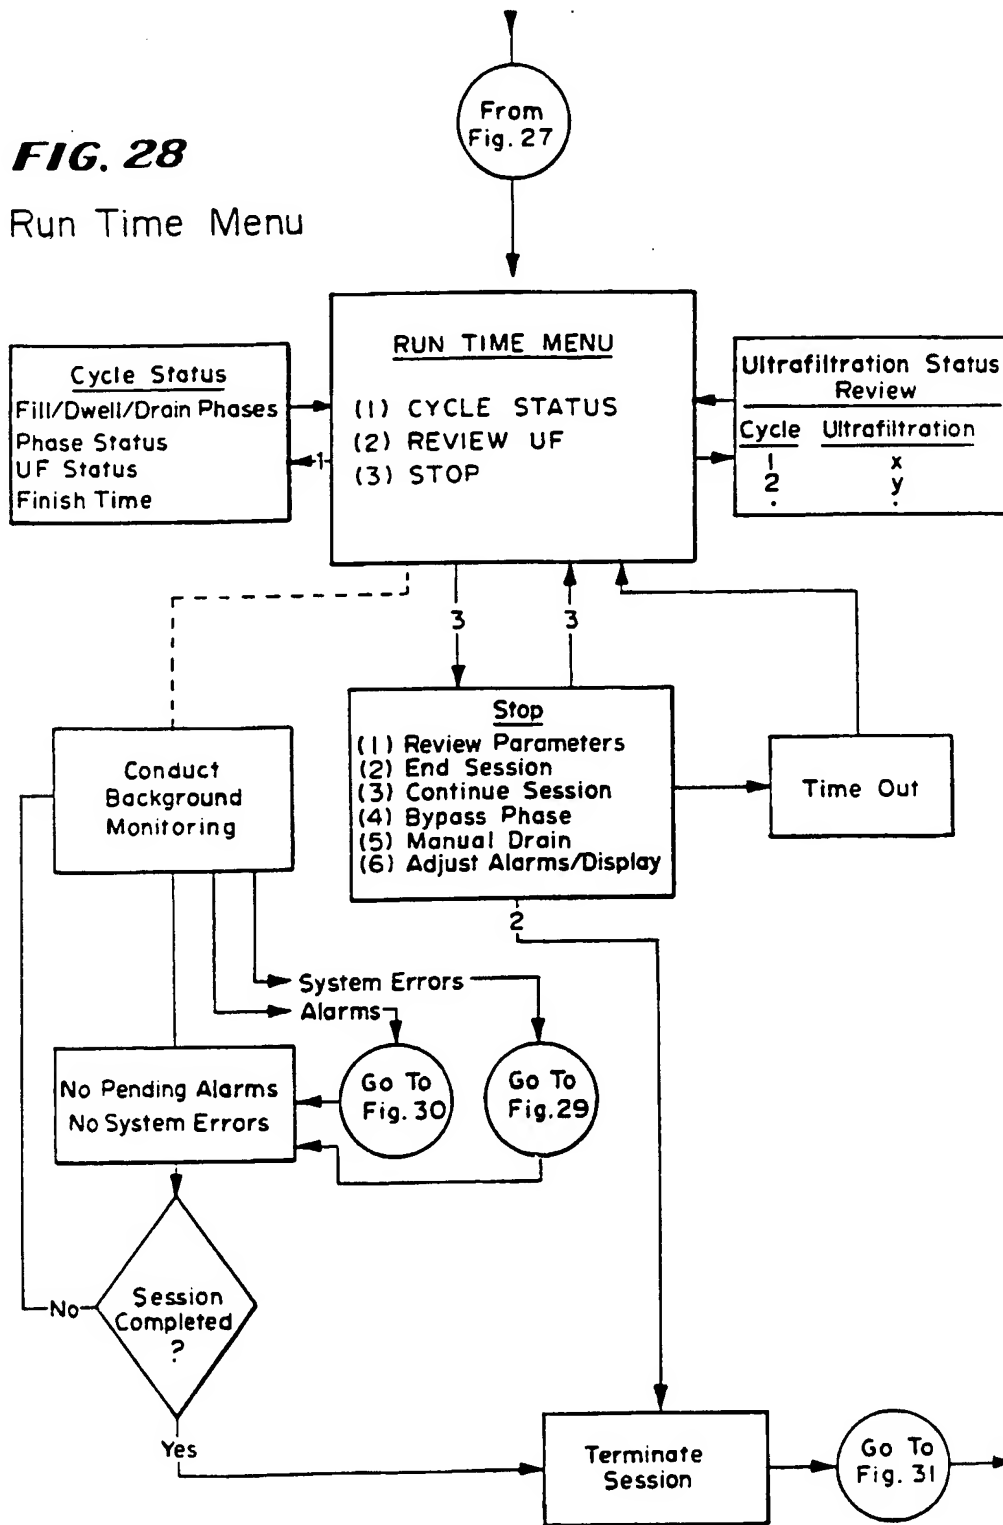 From
Fig. 27
FIG. 28
Run Time Menu
RUN TIME MENU
(1) CYCLE STATUS
(2) REVIEW UF
(3) STOP
Cycle Status
Fill/Dwell/Drain Phases
Phase Status
UF Status
Finish Time
1
Ultrafiltration Status
Review
Cycle Ultrafiltration
1 x
2 y
. .
3
3
Stop
(1) Review Parameters
(2) End Session
(3) Continue Session
(4) Bypass Phase
(5) Manual Drain
(6) Adjust Alarms/Display
Time Out
Conduct
Background
Monitoring
2
System Errors
Alarms
No Pending Alarms
No System Errors
Go To
Fig. 30
Go To
Fig. 29
Session
Completed
?
No
Yes
Terminate
Session
Go To
Fig. 31